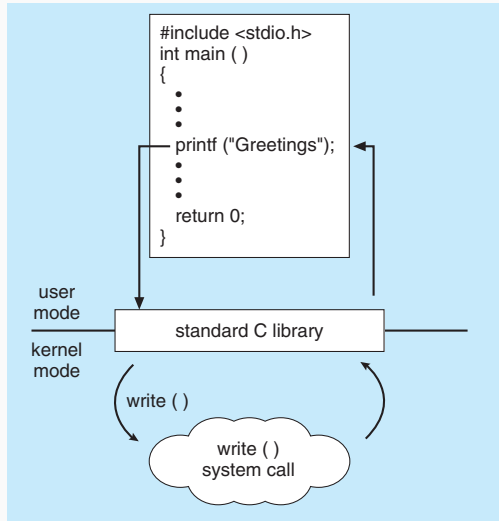 #include <stdio.h>
int main ( )
{
•
•
•
printf ("Greetings");
•
•
•
return 0;
}
user
mode
standard C library
kernel
mode
write ( )
write ( )
system call